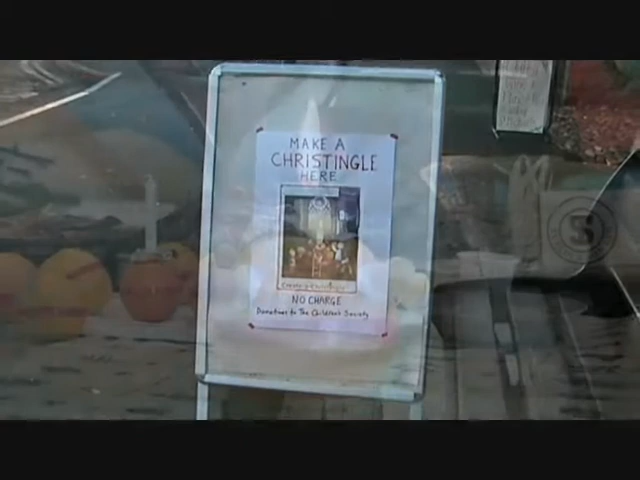 MAKE A
CHRISTINGLE
HERE
NO CHARGE
Donations to The Children's Society